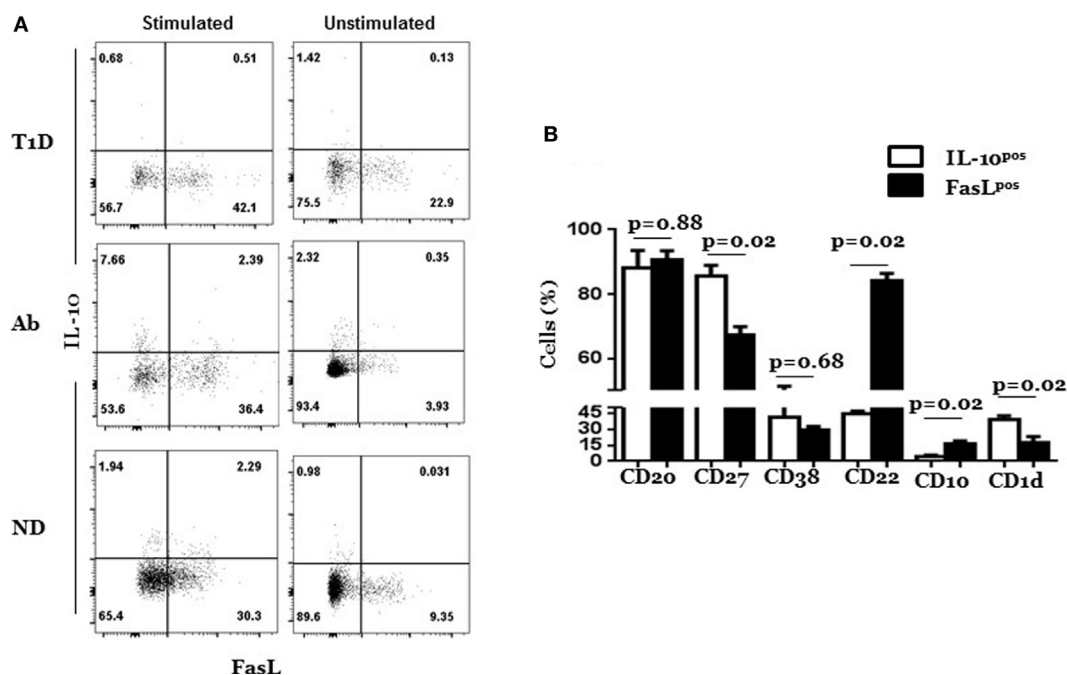 A
Stimulated
Unstimulated
0.68 0.51
1.42 0.13
T1D
56.7 42.1
75.5 22.9
7.66 2.39
2.32 0.35
IL-10
Ab
53.6 36.4
93.4 3.93
1.94 2.29
0.98 0.031
ND
65.4 30.3
89.6 9.35
FasL
B
IL-10pos
FasLpos
p=0.88
p=0.02
p=0.02
p=0.68
p=0.02
p=0.02
Cells (%)
100
80
60
45
30
15
0
CD20 CD27 CD38 CD22 CD10 CD1d